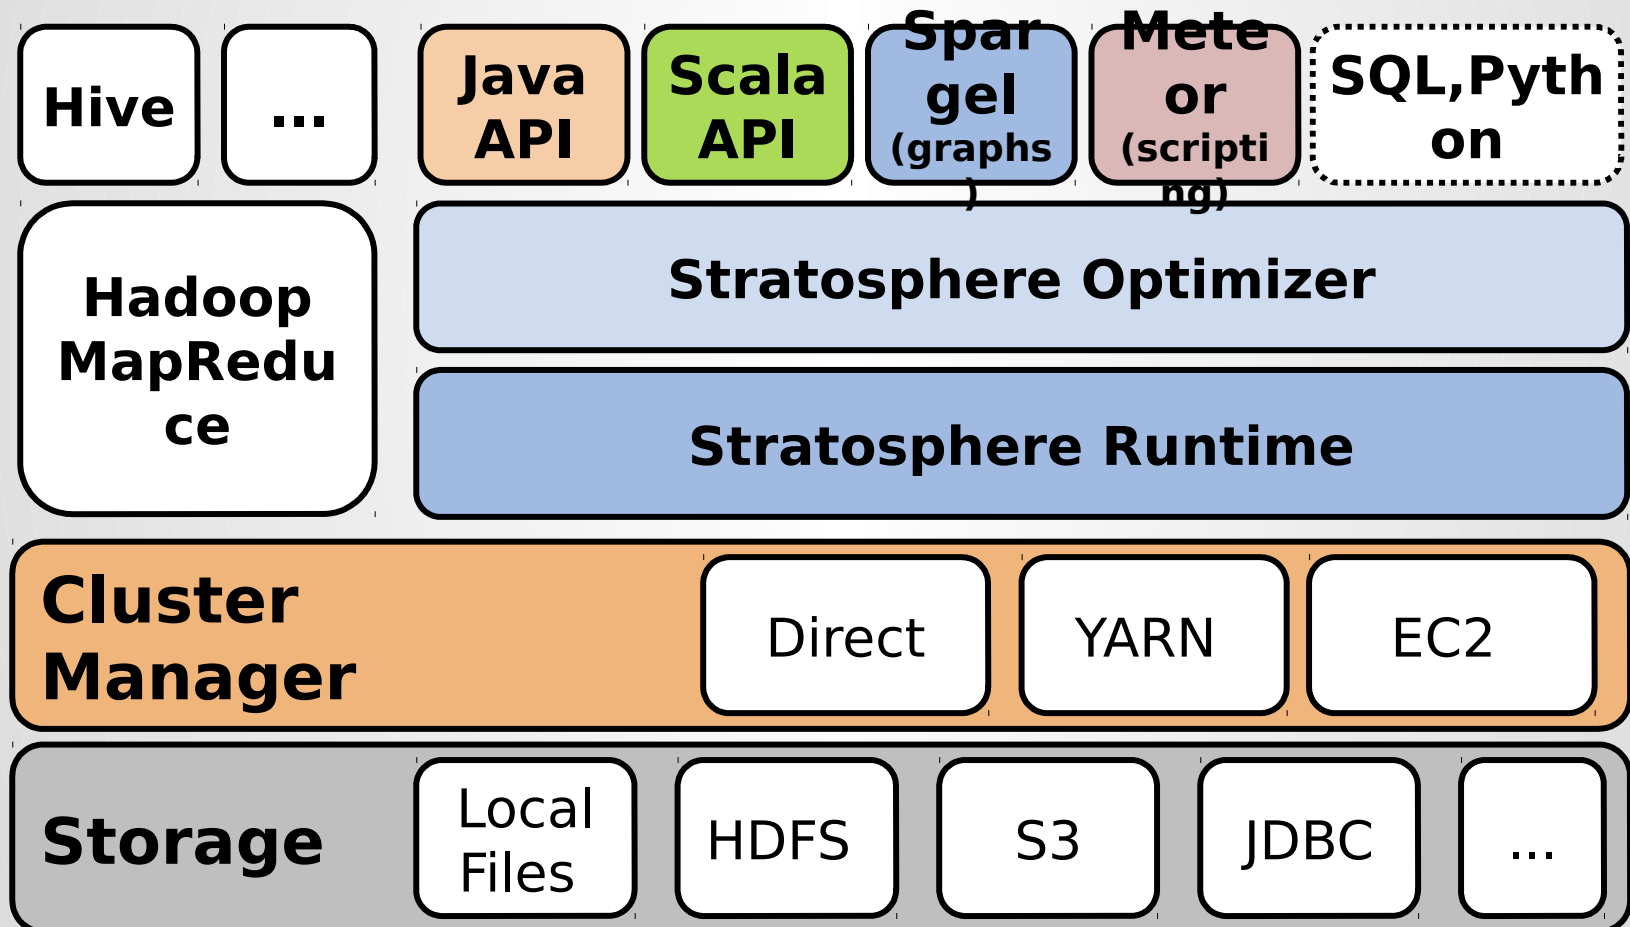 Hive
...
Java
API
Scala
API
Spar
gel
(graphs
)
Mete
or
(scripti
ng)
SQL,Pyth
on
Hadoop
MapRedu
ce
Stratosphere Optimizer
Stratosphere Runtime
Cluster
Manager
Direct
YARN
EC2
Storage
Local
Files
HDFS
S3
JDBC
...